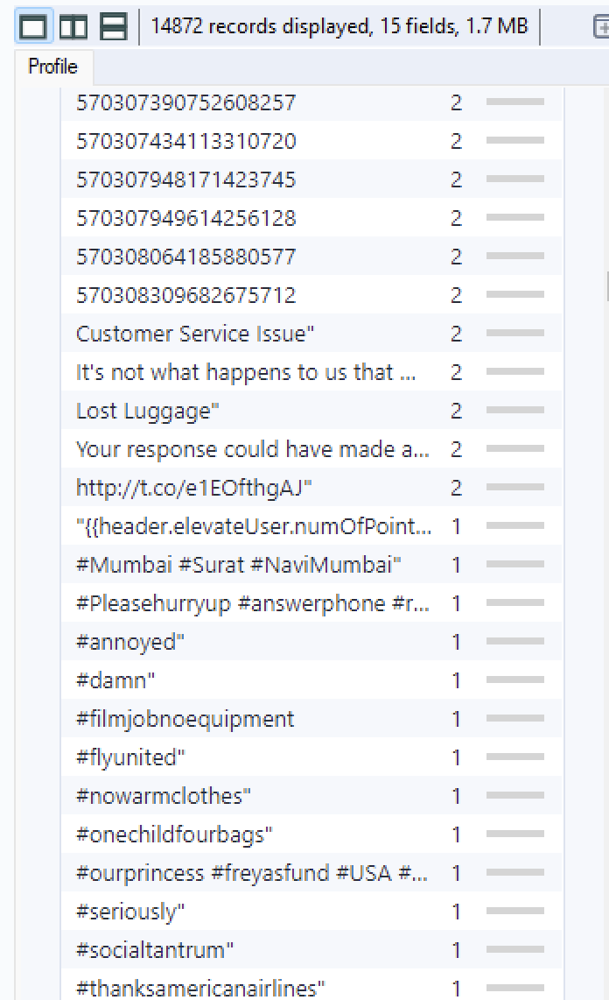 14872 records displayed, 15 fields, 1.7 MB
Profile
570307390752608257 2
570307434113310720 2
570307948171423745 2
570307949614256128 2
570308064185880577 2
570308309682675712 2
Customer Service Issue" 2
It's not what happens to us that ... 2
Lost Luggage" 2
Your response could have made a... 2
http://t.co/e1EOfthgAJ" 2
"{{header.elevateUser.numOfPoint... 1
#Mumbai #Surat #NaviMumbai" 1
#Pleasehurryup #answerphone #r... 1
#annoyed" 1
#damn" 1
#filmjobnoequipment 1
#flyunited" 1
#nowarmclothes" 1
#onechildfourbags" 1
#ourprincess #freyasfund #USA #... 1
#seriously" 1
#socialtantrum" 1
#thanksamericanairlines" 1